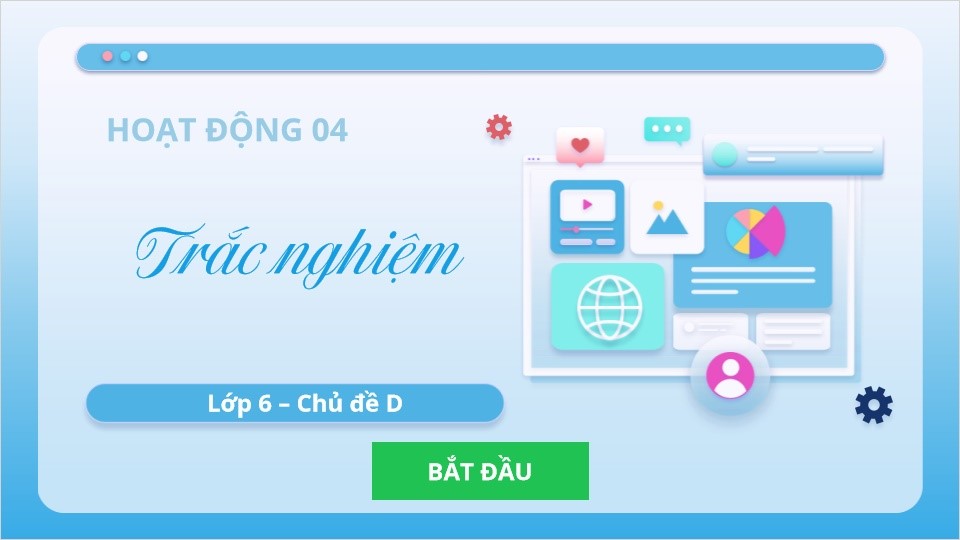 HOẠT ĐỘNG 04
Trắc nghiệm
Lớp 6 – Chủ đề D
BẮT ĐẦU